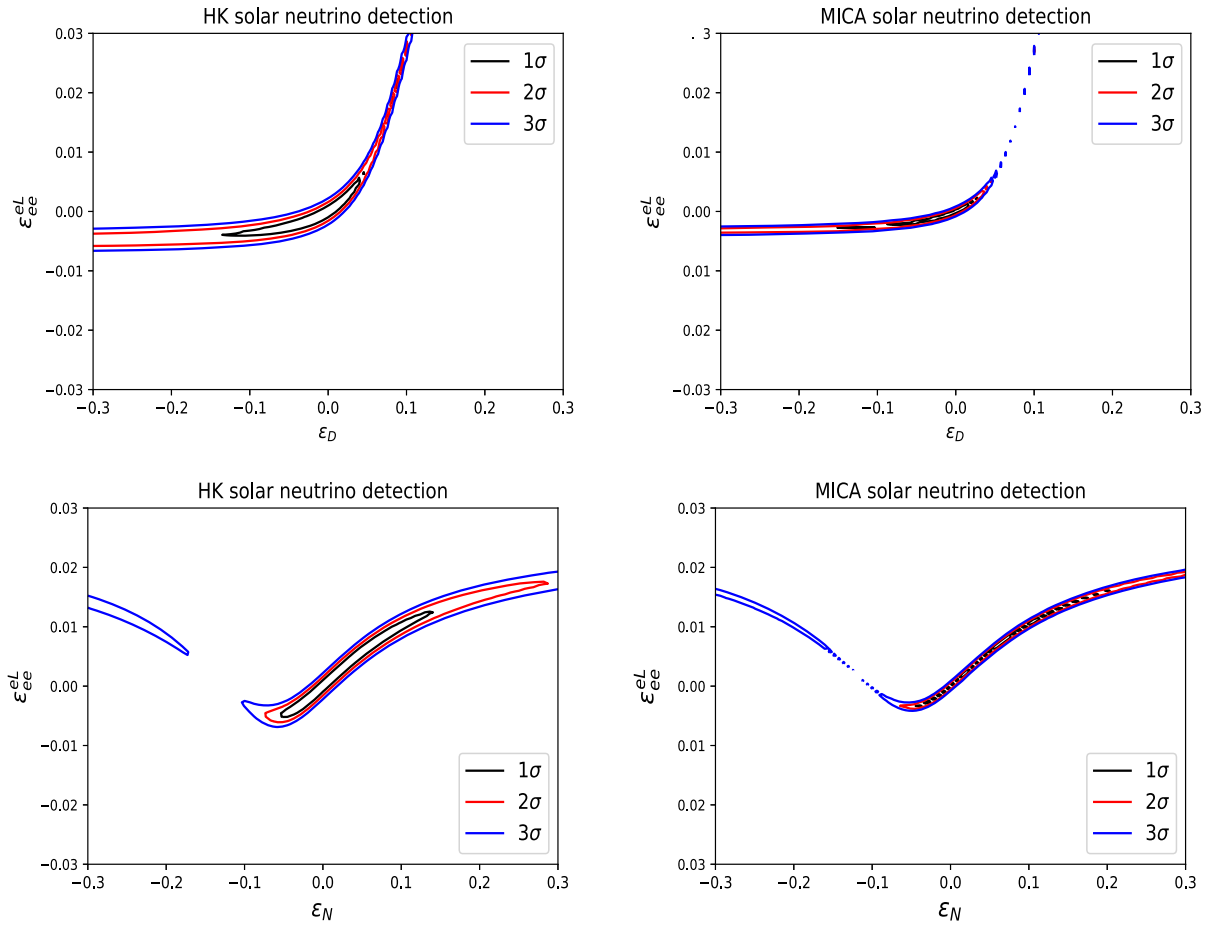 HK solar neutrino detection
0.03
0.02
0.01
0.00
−0.01
−0.02
−0.03
−0.3 −0.2 −0.1 0.0 0.1 0.2 0.3
ε_D
ε_ee^eL
1σ
2σ
3σ
MICA solar neutrino detection
. 3
0.02
0.01
0.00
−0.01
−0.02
−0.03
−0.3 −0.2 −0.1 0.0 0.1 0.2 0.3
ε_D
ε_ee^eL
1σ
2σ
3σ
HK solar neutrino detection
0.03
0.02
0.01
0.00
−0.01
−0.02
−0.03
−0.3 −0.2 −0.1 0.0 0.1 0.2 0.3
ε_N
ε_ee^eL
1σ
2σ
3σ
MICA solar neutrino detection
0.03
0.02
0.01
0.00
−0.01
−0.02
−0.03
−0.3 −0.2 −0.1 0.0 0.1 0.2 0.3
ε_N
ε_ee^eL
1σ
2σ
3σ